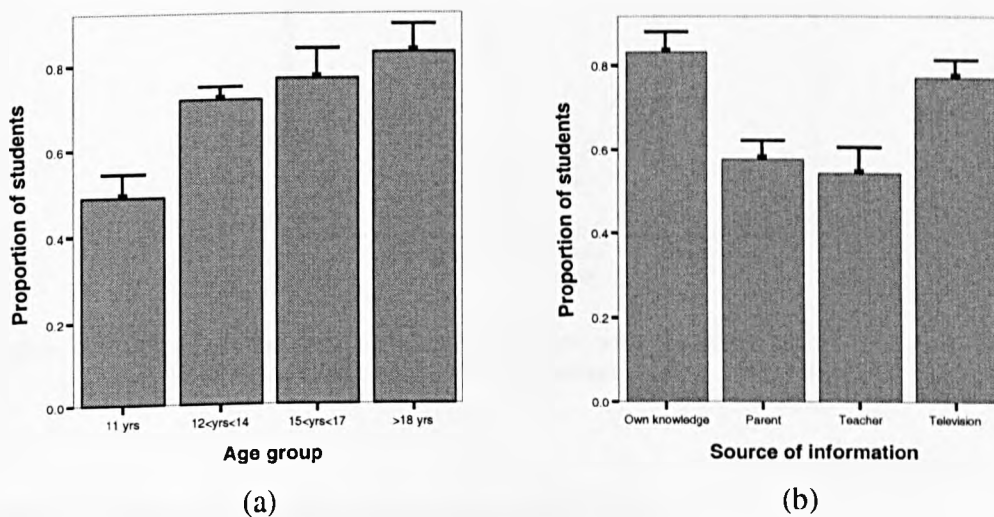 Proportion of students
0.8
0.6
0.4
0.2
0.0
11 yrs
12<yrs<14
15<yrs<17
>18 yrs
Age group
(a)
Proportion of students
0.8
0.6
0.4
0.2
0.0
Own knowledge
Parent
Teacher
Television
Source of information
(b)